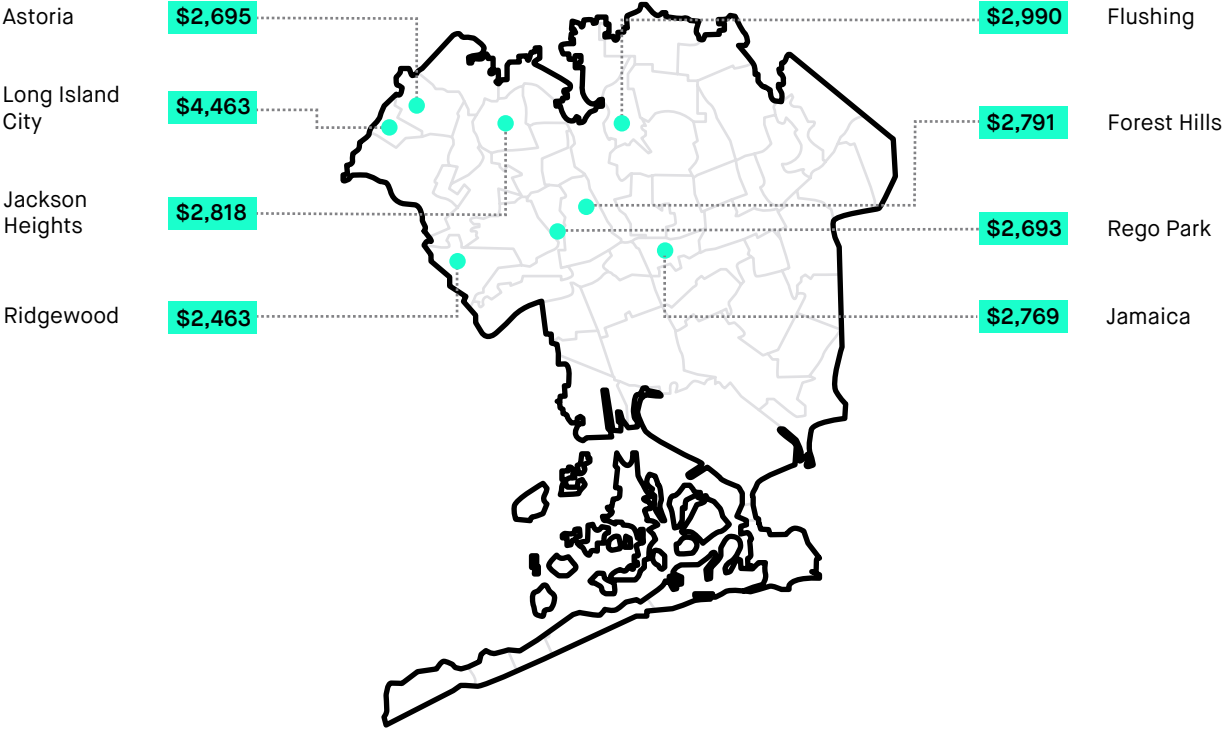 Astoria
$2,695
Long Island
City
$4,463
Jackson
Heights
$2,818
Ridgewood
$2,463
$2,990
Flushing
$2,791
Forest Hills
$2,693
Rego Park
$2,769
Jamaica